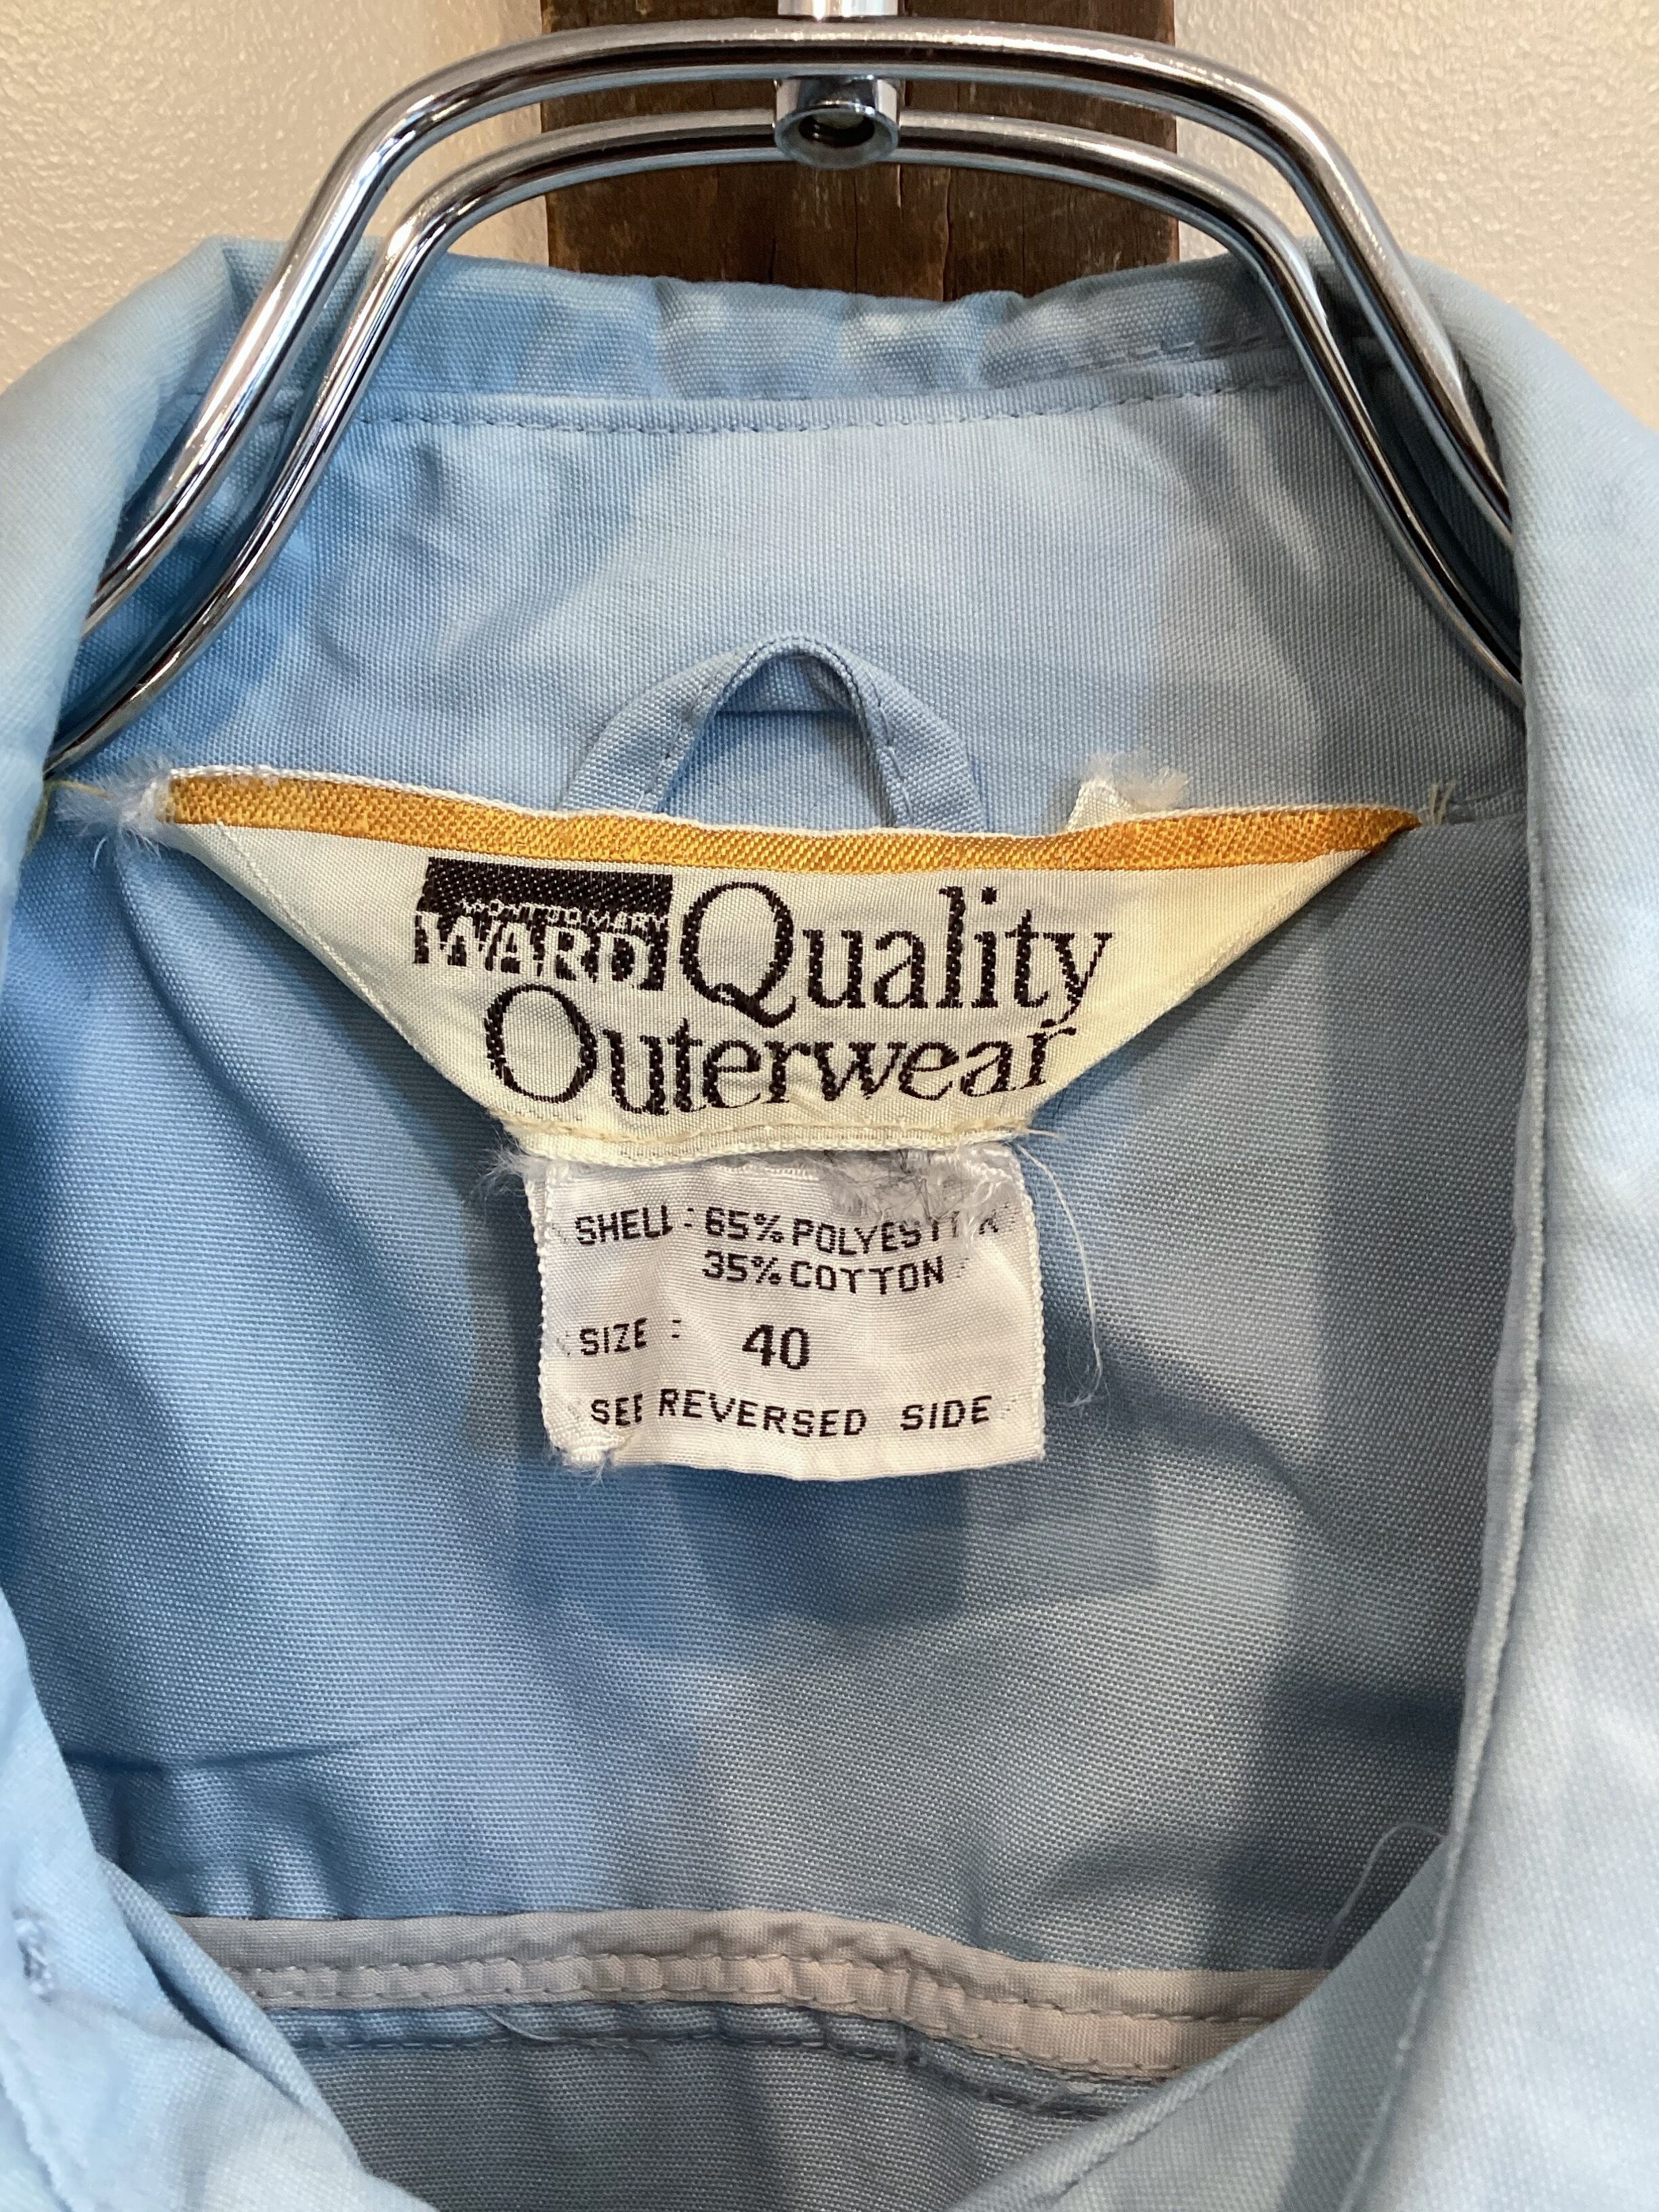 MONTGOMERY
WARD Quality
Outerwear
SHELL: 65% POLYESTER
35% COTTON
SIZE: 40
SEE REVERSED SIDE